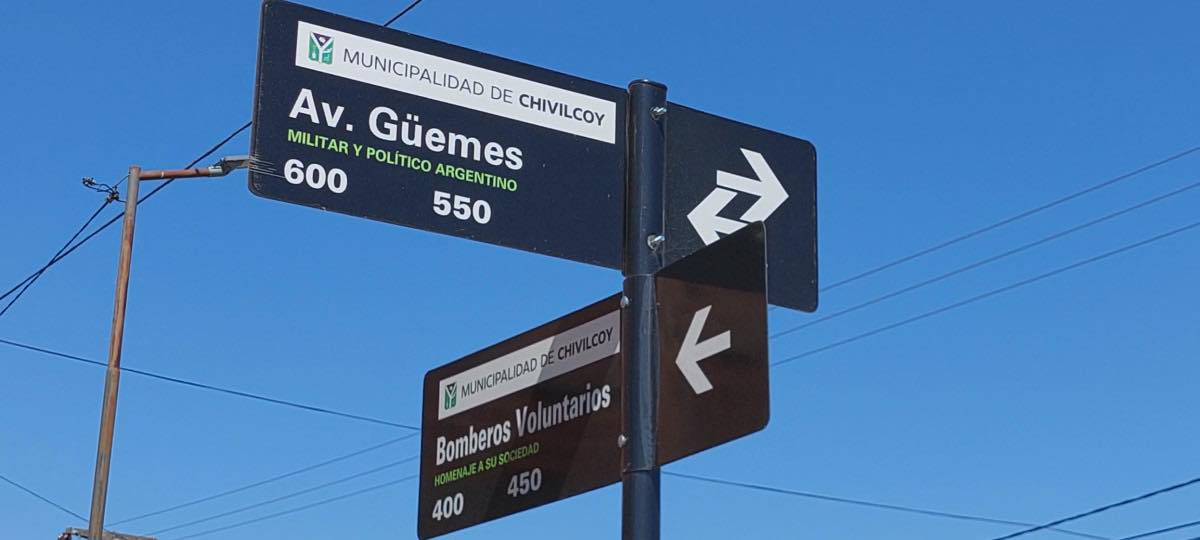 MUNICIPALIDAD DE CHIVILCOY
Av. Güemes
MILITAR Y POLÍTICO ARGENTINO
600 550
MUNICIPALIDAD DE CHIVILCOY
Bomberos Voluntarios
HOMENAJE A SU SOCIEDAD
400 450